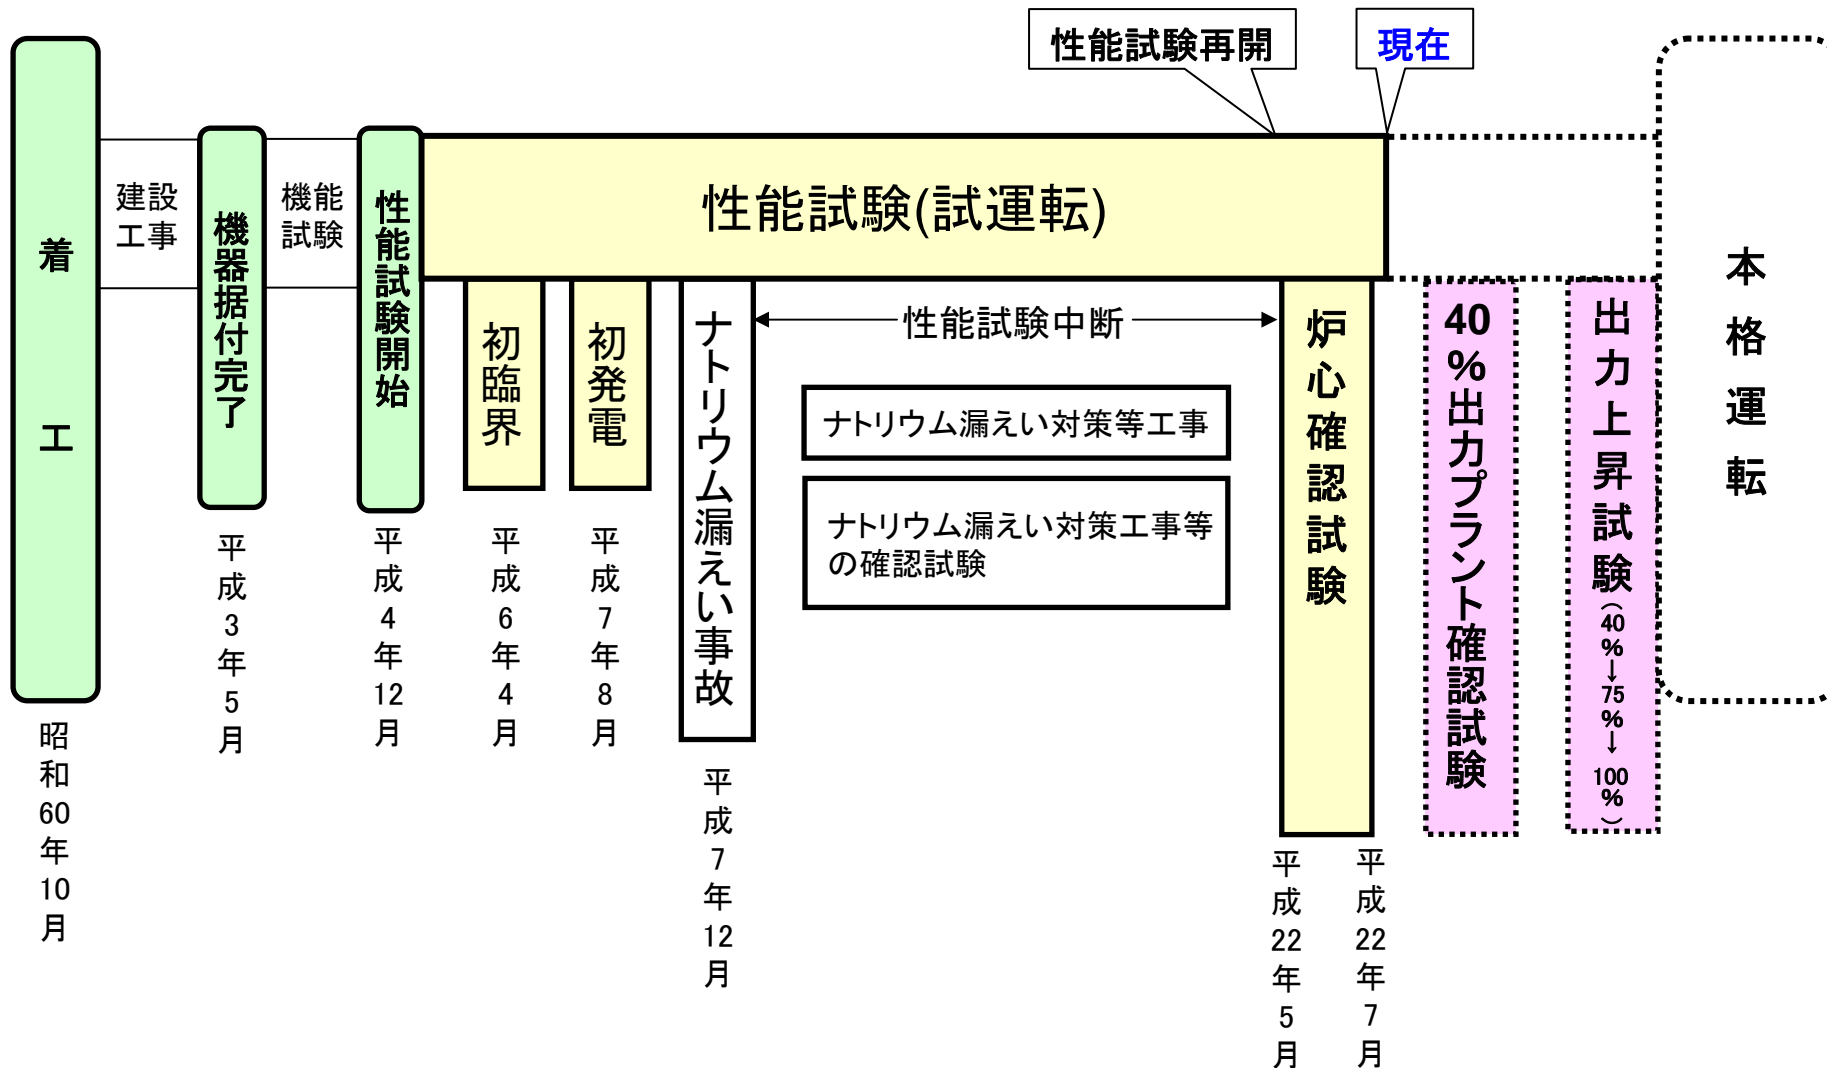 性能試験再開
現在
着工
建設
工事
機器据付完了
機能
試験
性能試験開始
性能試験(試運転)
本格運転
初臨界
初発電
ナトリウム漏えい事故
性能試験中断
ナトリウム漏えい対策等工事
ナトリウム漏えい対策工事等
の確認試験
炉心確認試験
40%出力プラント確認試験
出力上昇試験(40%→75%→100%)
昭和60年10月
平成3年5月
平成4年12月
平成6年4月
平成7年8月
平成7年12月
平成22年5月
平成22年7月